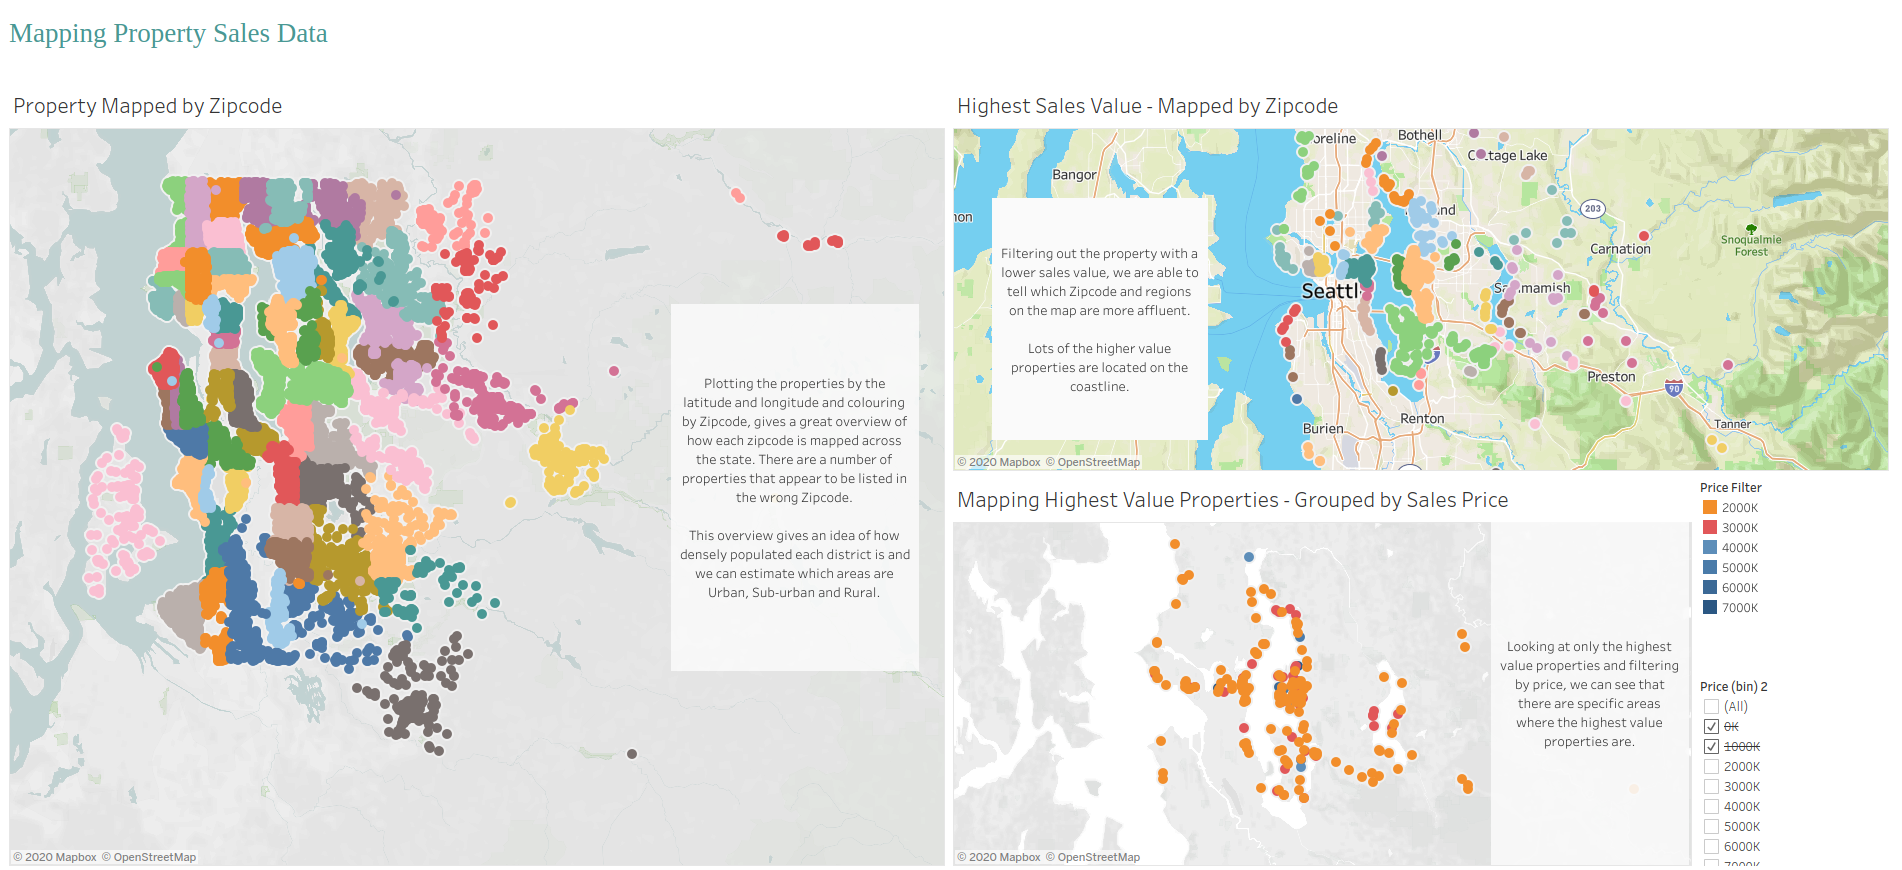 Mapping Property Sales Data
Property Mapped by Zipcode
Plotting the properties by the
latitude and longitude and colouring
by Zipcode, gives a great overview of
how each zipcode is mapped across
the state. There are a number of
properties that appear to be listed in
the wrong Zipcode.
This overview gives an idea of how
densely populated each district is and
we can estimate which areas are
Urban, Sub-urban and Rural.
© 2020 Mapbox © OpenStreetMap
Highest Sales Value - Mapped by Zipcode
Bothell
Bangor
203
Carnation
Snoqualmie
Forest
Filtering out the property with a
lower sales value, we are able to
tell which Zipcode and regions
on the map are more affluent.
Lots of the higher value
properties are located on the
coastline.
Preston
90
Renton
Burien
Tanner
© 2020 Mapbox © OpenStreetMap
Mapping Highest Value Properties - Grouped by Sales Price
Looking at only the highest
value properties and filtering
by price, we can see that
there are specific areas
where the highest value
properties are.
© 2020 Mapbox © OpenStreetMap
Price Filter
2000K
3000K
4000K
5000K
6000K
7000K
Price (bin) 2
(All)
0K
1000K
2000K
3000K
4000K
5000K
6000K
7000K